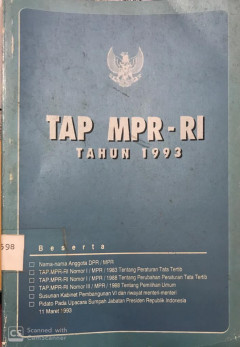 TAP MPR-RI
TAHUN 1993
598
Beserta
Nama-nama Anggota DPR / MPR
TAP.MPR-RI Nomor I / MPR / 1983 Tentang Peraturan Tata Tertib
TAP.MPR-RI Nomor I / MPR / 1988 Tentang Perubahan Peraturan Tata Tertib
TAP.MPR-RI Nomor III / MPR / 1988 Tentang Pemilihan Umum
Susunan Kabinet Pembangunan VI dan riwayat menteri-menteri
Pidato Pada Upacara Sumpah Jabatan Presiden Republik Indonesia
11 Maret 1993
CS
Scanned with
CamScanner